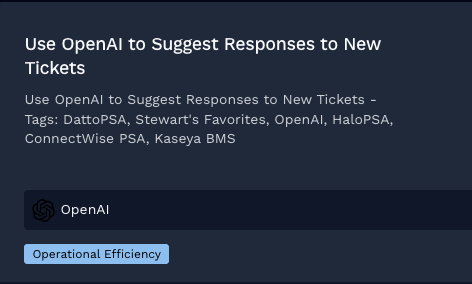 Use OpenAI to Suggest Responses to New
Tickets
Use OpenAI to Suggest Responses to New Tickets -
Tags: DattoPSA, Stewart's Favorites, OpenAI, HaloPSA,
ConnectWise PSA, Kaseya BMS
OpenAI
Operational Efficiency